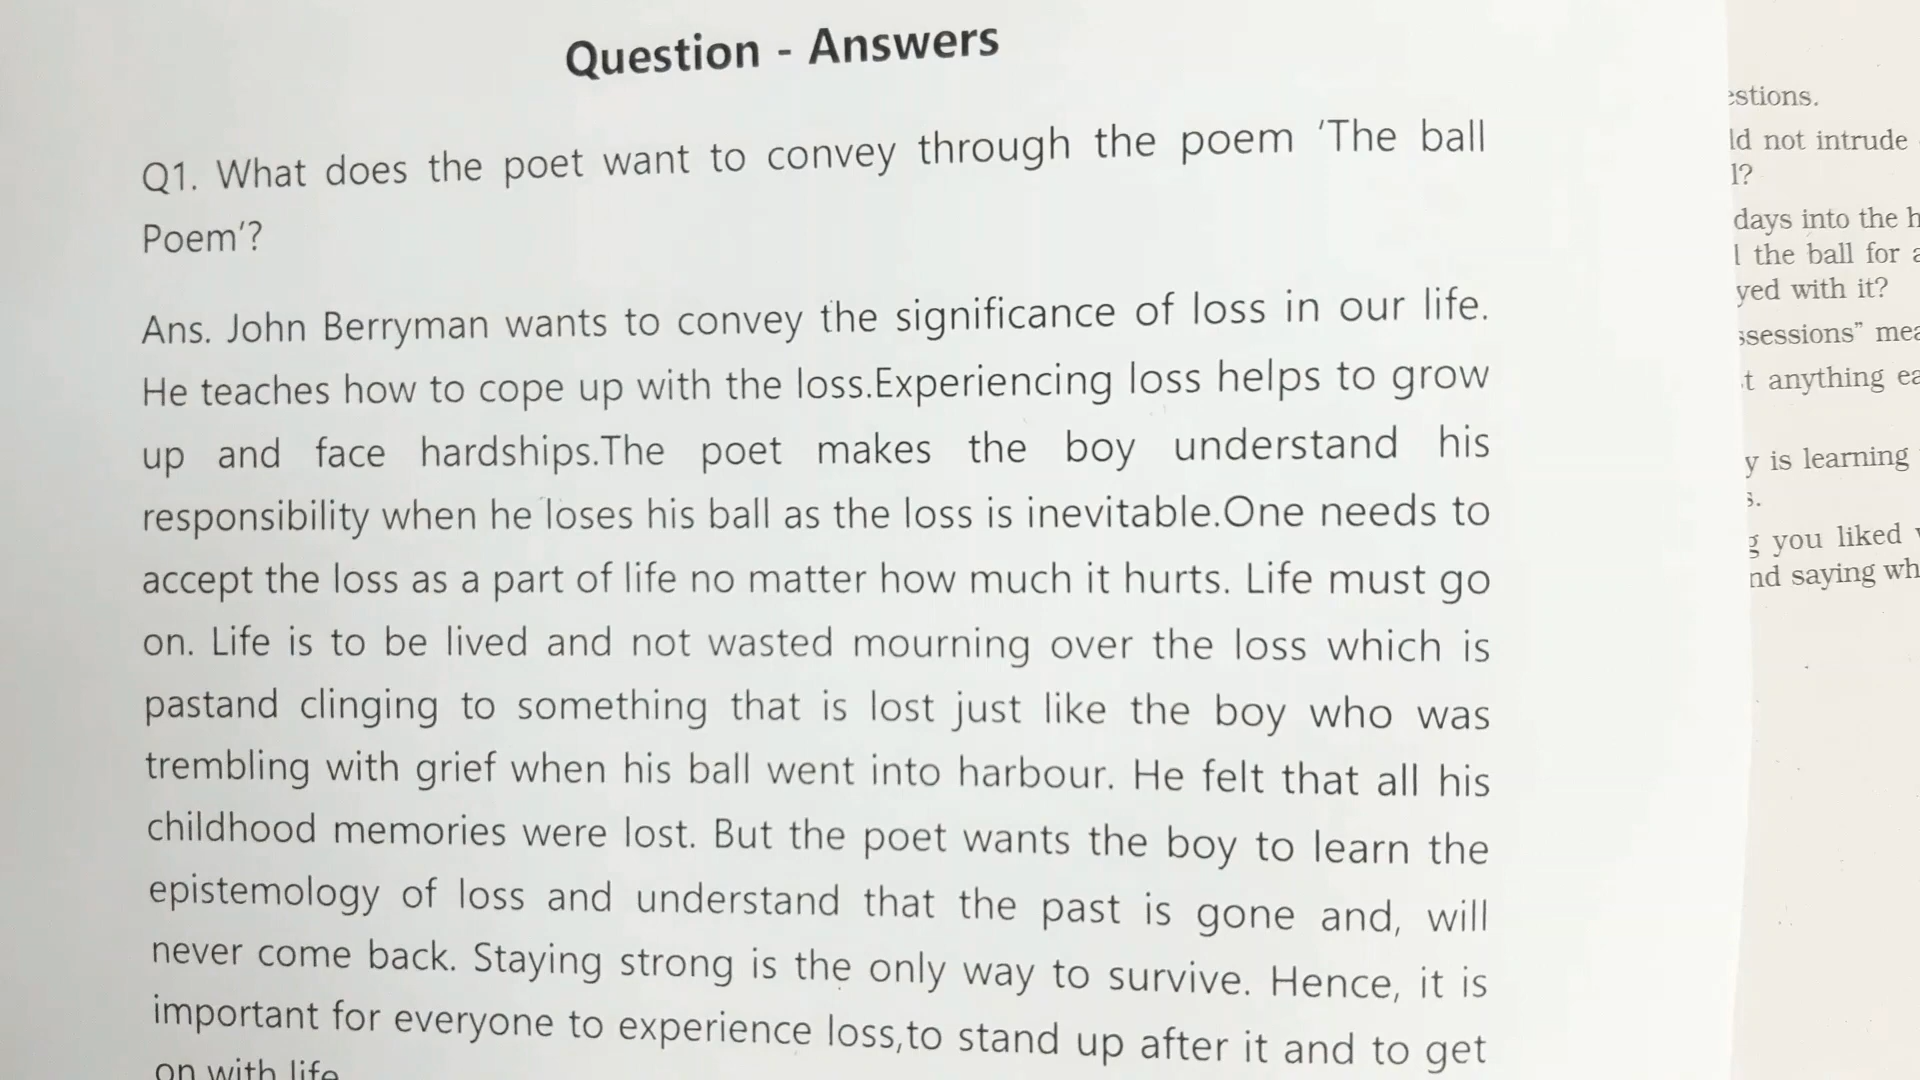 Question - Answers
Q1. What does the poet want to convey through the poem 'The ball
Poem'?
Ans. John Berryman wants to convey the significance of loss in our life.
He teaches how to cope up with the loss.Experiencing loss helps to grow
up and face hardships.The poet makes the boy understand his
responsibility when he loses his ball as the loss is inevitable.One needs to
accept the loss as a part of life no matter how much it hurts. Life must go
on. Life is to be lived and not wasted mourning over the loss which is
pastand clinging to something that is lost just like the boy who was
trembling with grief when his ball went into harbour. He felt that all his
childhood memories were lost. But the poet wants the boy to learn the
epistemology of loss and understand that the past is gone and, will
never come back. Staying strong is the only way to survive. Hence, it is
important for everyone to experience loss,to stand up after it and to get
on with life
stions.
ld not intrude
l?
days into the h
l the ball for a
yed with it?
ssessions" mea
t anything ea
y is learning
s.
g you liked
nd saying wh